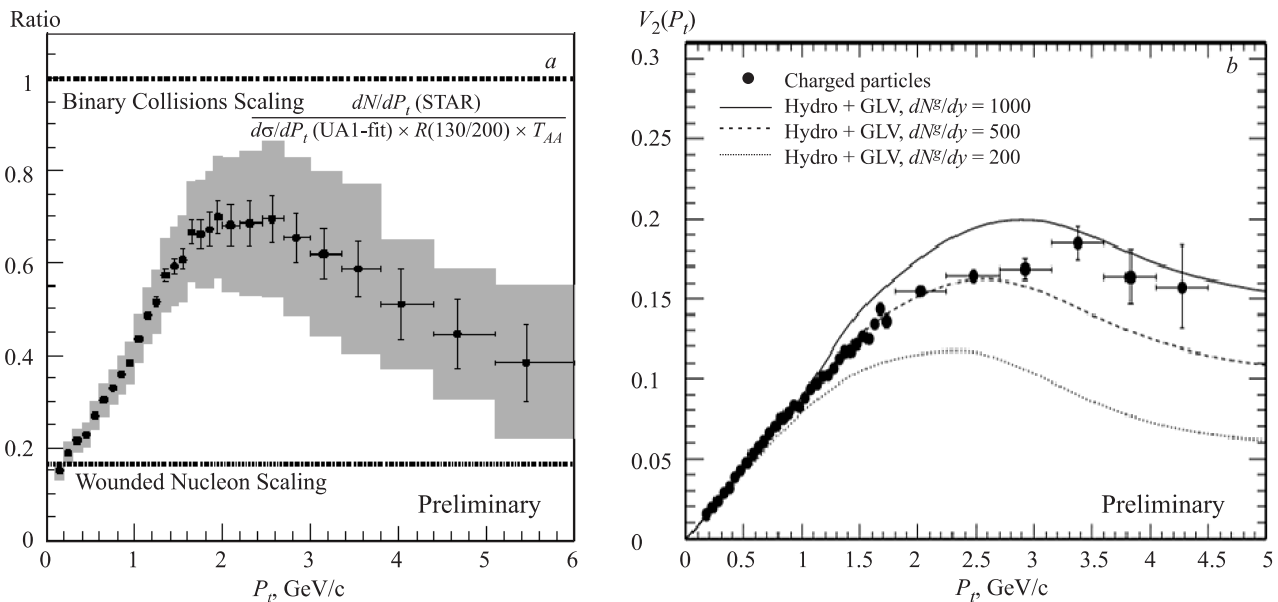 Ratio
a
1
Binary Collisions Scaling
dN/dP_t (STAR)
dσ/dP_t (UA1-fit) × R(130/200) × T_AA
0.8
0.6
0.4
0.2
Wounded Nucleon Scaling
Preliminary
0
0 1 2 3 4 5 6
P_t, GeV/c
V_2(P_t)
0.3
b
Charged particles
Hydro + GLV, dN^g/dy = 1000
Hydro + GLV, dN^g/dy = 500
Hydro + GLV, dN^g/dy = 200
0.25
0.2
0.15
0.1
0.05
Preliminary
0
0 0.5 1 1.5 2 2.5 3 3.5 4 4.5 5
P_t, GeV/c